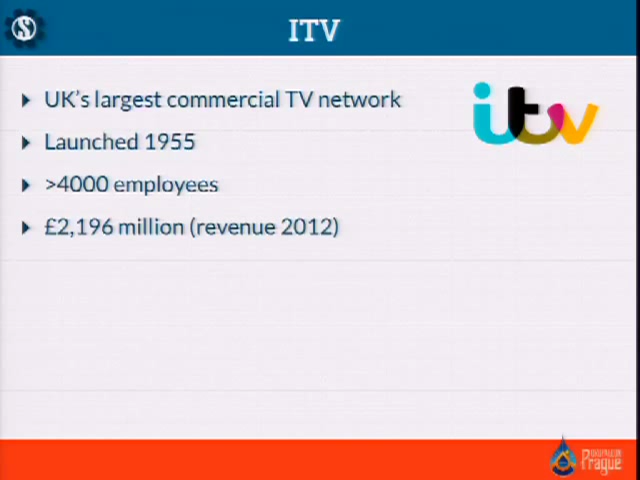 ITV
UK's largest commercial TV network
itv
Launched 1955
>4000 employees
£2,196 million (revenue 2012)
Prague